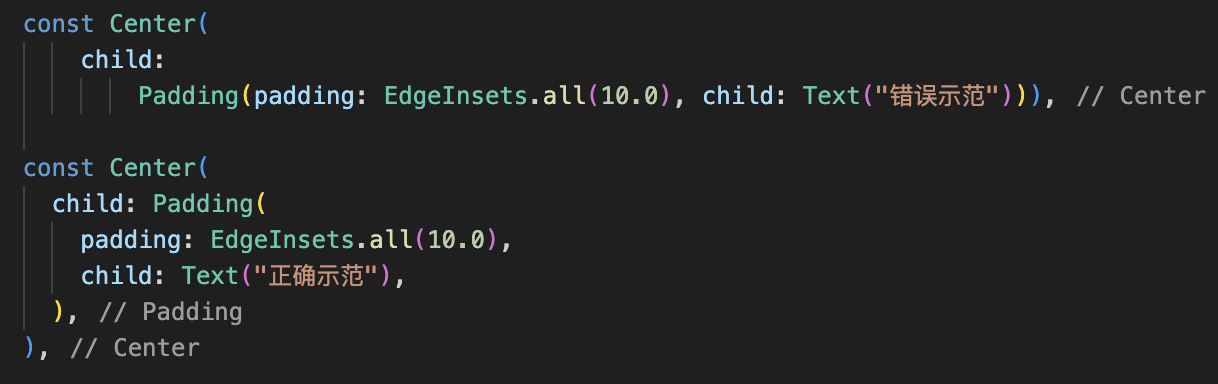 const Center(
child:
Padding(padding: EdgeInsets.all(10.0), child: Text("错误示范"))), // Center
const Center(
child: Padding(
padding: EdgeInsets.all(10.0),
child: Text("正确示范"),
), // Padding
), // Center